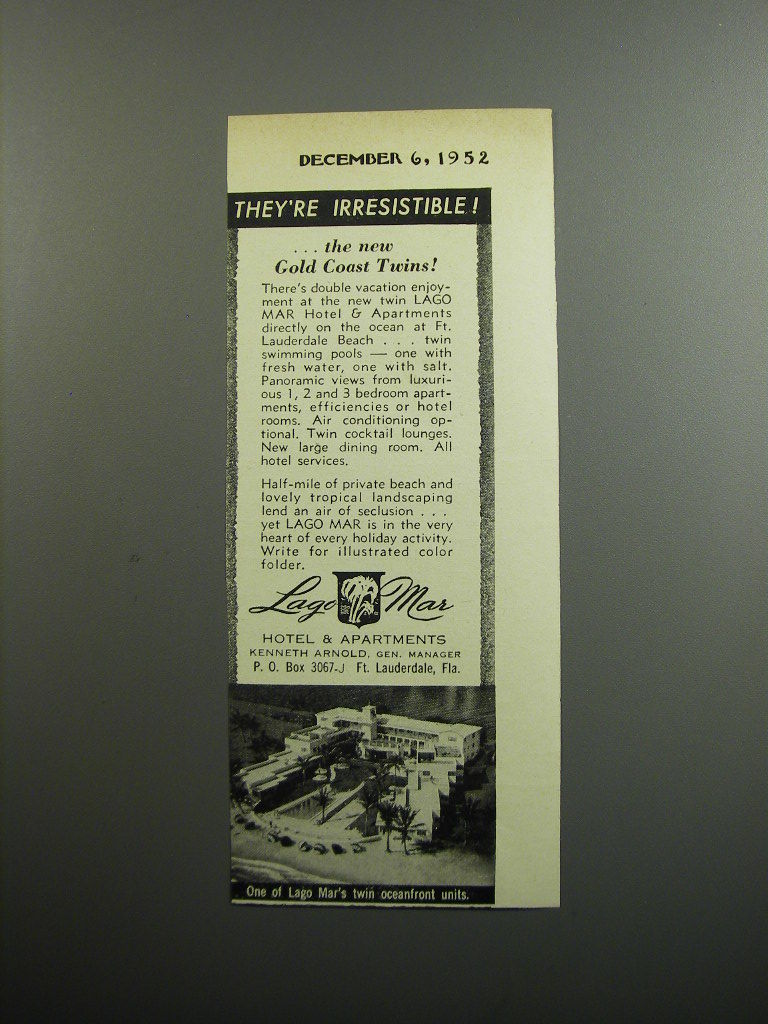 DECEMBER 6, 1952
THEY'RE IRRESISTIBLE!
... the new
Gold Coast Twins!
There's double vacation enjoy-
ment at the new twin LAGO
MAR Hotel & Apartments
directly on the ocean at Ft.
Lauderdale Beach . . . twin
swimming pools — one with
fresh water, one with salt.
Panoramic views from luxuri-
ous 1, 2 and 3 bedroom apart-
ments, efficiencies or hotel
rooms. Air conditioning op-
tional. Twin cocktail lounges.
New large dining room. All
hotel services.
Half-mile of private beach and
lovely tropical landscaping
lend an air of seclusion . . .
yet LAGO MAR is in the very
heart of every holiday activity.
Write for illustrated color
folder.
Lago Mar
HOTEL & APARTMENTS
KENNETH ARNOLD, GEN. MANAGER
P. O. Box 3067-J Ft. Lauderdale, Fla.
One of Lago Mar's twin oceanfront units.